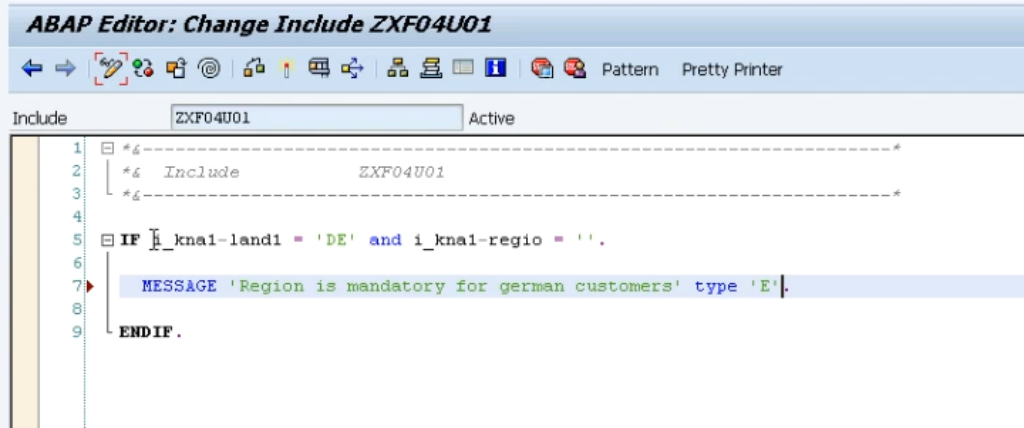 ABAP Editor: Change Include ZXF04U01
Pattern Pretty Printer
Include ZXF04U01 Active
1 *&---------------------------------------------------------------------*
2 *&  Include           ZXF04U01
3 *&---------------------------------------------------------------------*
4
5 IF i_kna1-land1 = 'DE' and i_kna1-regio = ''.
6
7 MESSAGE 'Region is mandatory for german customers' type 'E'.
8
9 ENDIF.